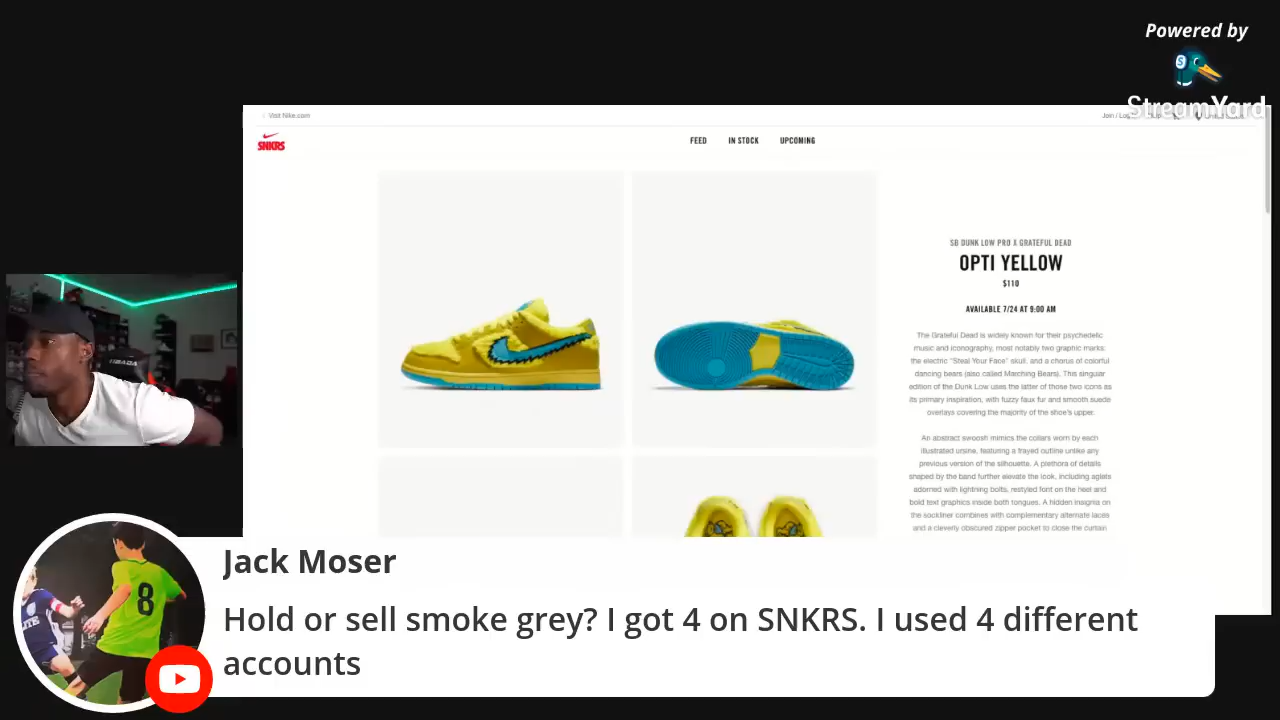 Powered by
StreamYard
Visit Nike.com
Join / Log
SNKRS
FEED
IN STOCK
UPCOMING
SB DUNK LOW PRO X GRATEFUL DEAD
OPTI YELLOW
$110
AVAILABLE 7/24 AT 9:00 AM
The Grateful Dead is widely known for their psychedelic
music and iconography, most notably two graphic marks:
the electric "Steal Your Face" skull, and a chorus of colorful
dancing bears (also called Marching Bears). This singular
edition of the Dunk Low uses the latter of those two icons as
its primary inspiration, with fuzzy faux fur and smooth suede
overlays covering the majority of the shoe's upper.
An abstract swoosh mimics the collars worn by each
illustrated ursine, featuring a frayed outline unlike any
previous version of the silhouette. A plethora of details
shaped by the band further elevate the look, including aglets
adorned with lightning bolts, restyled font on the heel and
bold text graphics inside both tongues. A hidden insignia on
the sockliner combines with complementary alternate laces
and a cleverly obscured zipper pocket to close the curtain
8
Jack Moser
Hold or sell smoke grey? I got 4 on SNKRS. I used 4 different
accounts